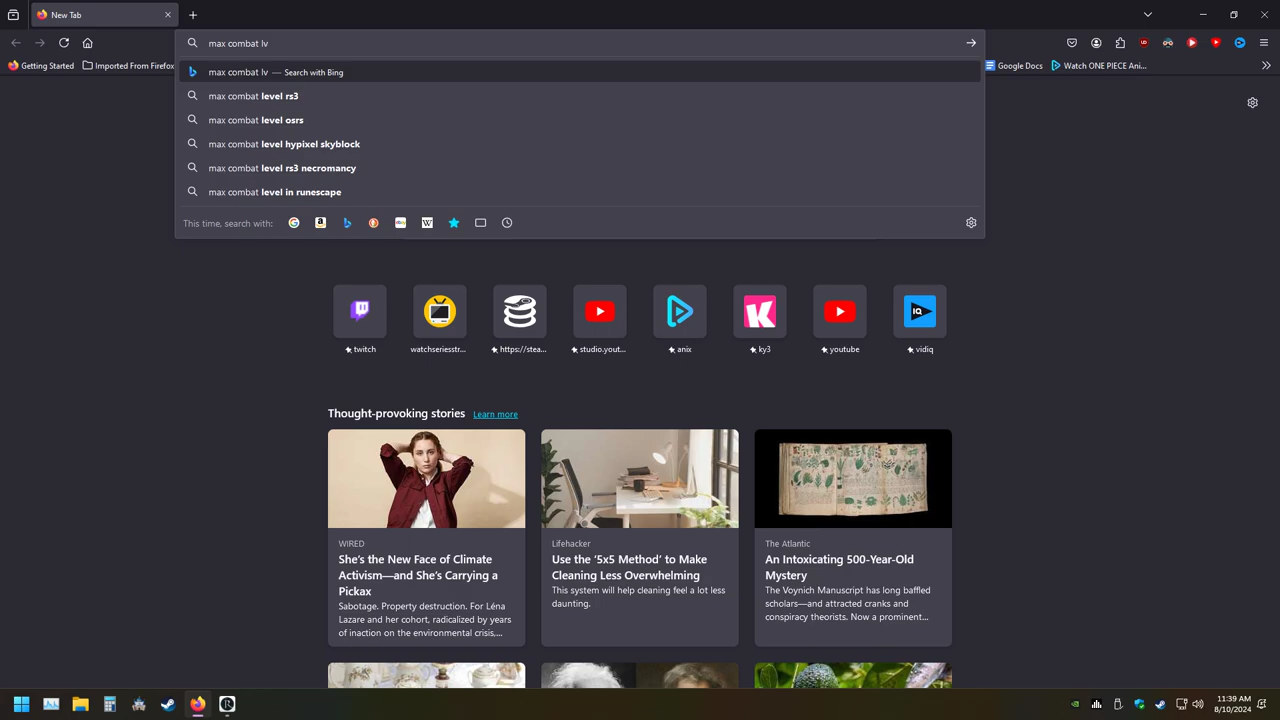 New Tab
max combat lv
Getting Started
Imported From Firefox
Google Docs
Watch ONE PIECE Ani...
max combat lv — Search with Bing
max combat level rs3
max combat level osrs
max combat level hypixel skyblock
max combat level rs3 necromancy
max combat level in runescape
This time, search with:
twitch
watchseriesstr...
https://stea...
studio.yout...
anix
ky3
youtube
vidiq
Thought-provoking stories
Learn more
WIRED
She's the New Face of Climate
Activism—and She's Carrying a
Pickax
Sabotage. Property destruction. For Léna
Lazare and her cohort, radicalized by years
of inaction on the environmental crisis,...
Lifehacker
Use the '5x5 Method' to Make
Cleaning Less Overwhelming
This system will help cleaning feel a lot less
daunting.
The Atlantic
An Intoxicating 500-Year-Old
Mystery
The Voynich Manuscript has long baffled
scholars—and attracted cranks and
conspiracy theorists. Now a prominent...
11:39 AM
8/10/2024